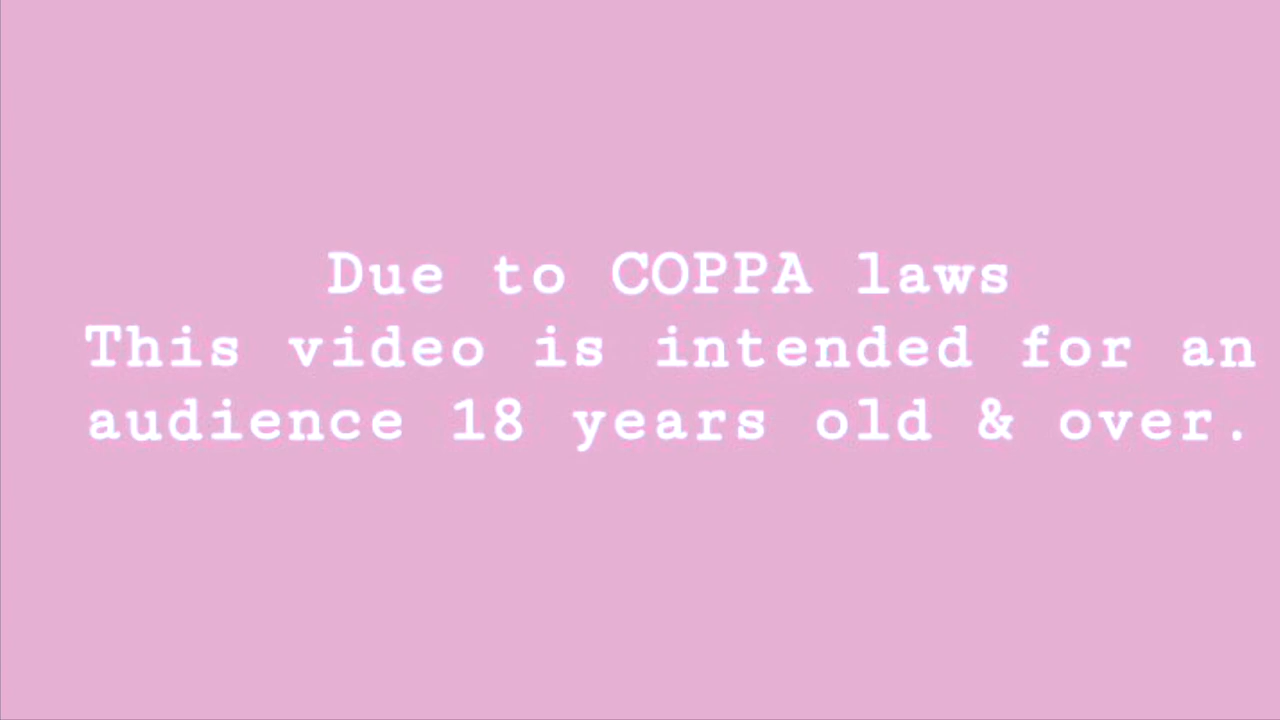 Due to COPPA laws
This video is intended for an
audience 18 years old & over.